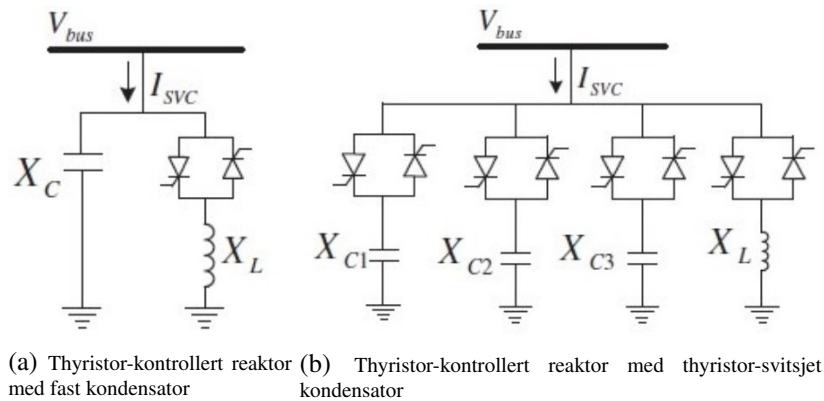 V_bus
I_SVC
X_C
X_L
V_bus
I_SVC
X_C1
X_C2
X_C3
X_L
(a) Thyristor-kontrollert reaktor
med fast kondensator
(b) Thyristor-kontrollert reaktor med thyristor-svitsjet
kondensator